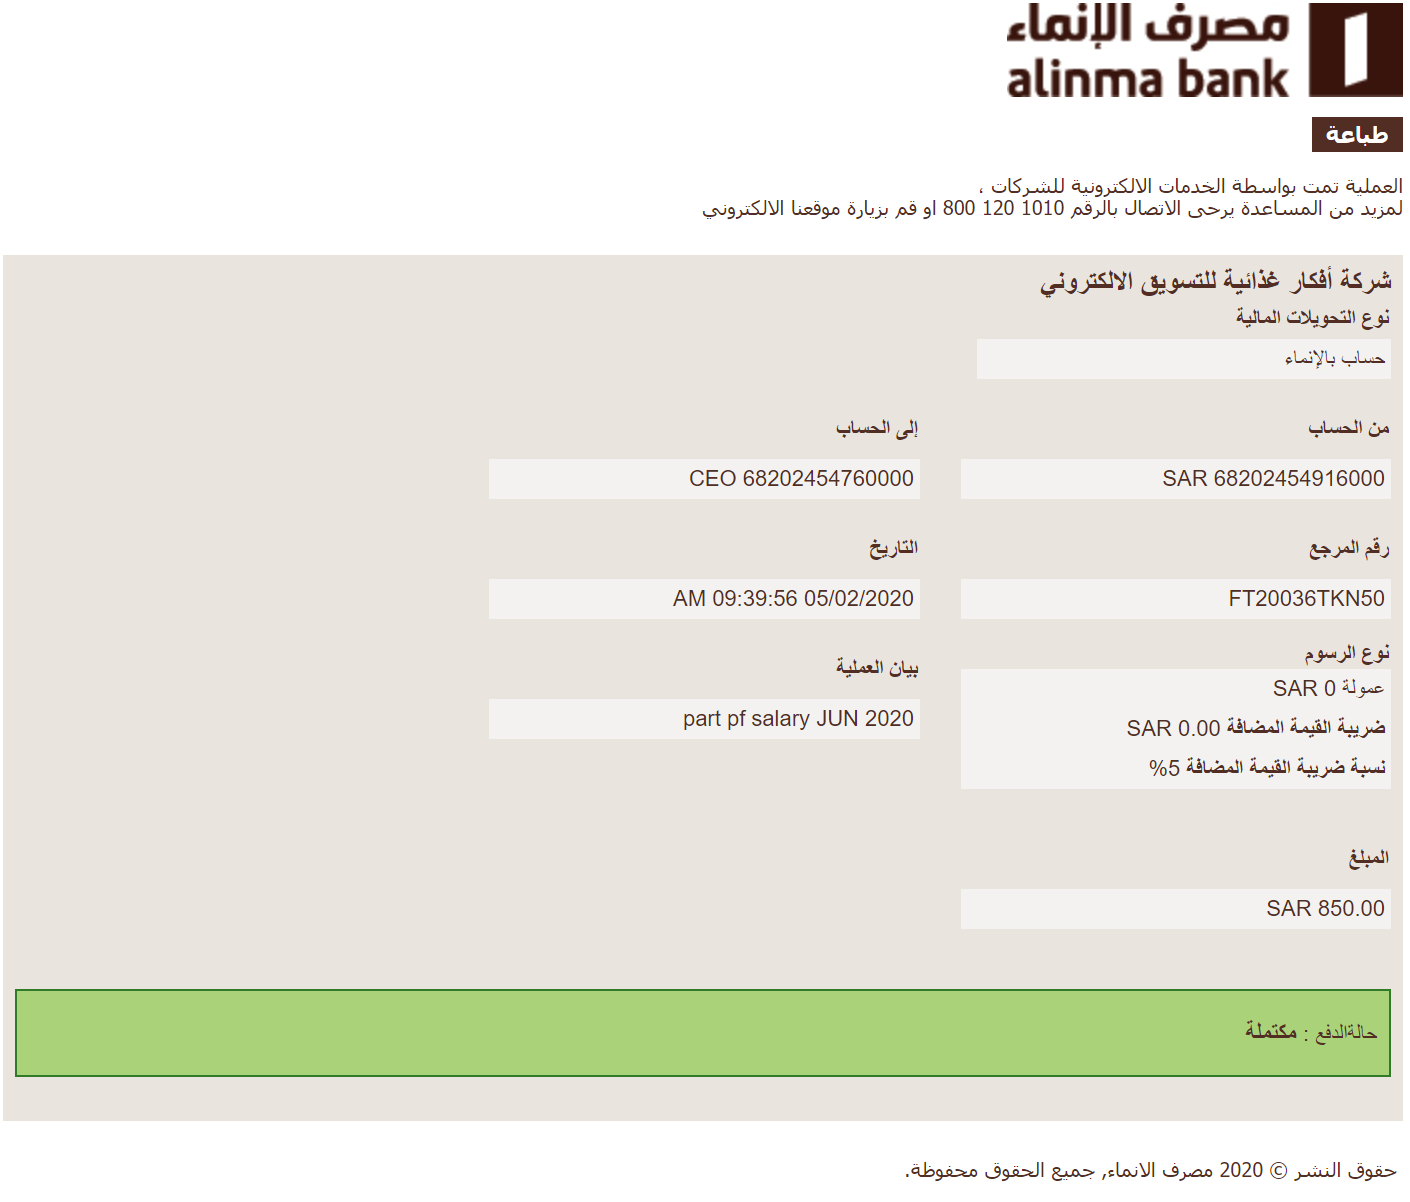 مصرف الإنماء
alinma bank
طباعة
العملية تمت بواسطة الخدمات الالكترونية للشركات ،
لمزيد من المساعدة يرجى الاتصال بالرقم 1010 120 800 او قم بزيارة موقعنا الالكتروني
شركة أفكار غذائية للتسويق الالكتروني
نوع التحويلات المالية
حساب بالإنماء
من الحساب
SAR 68202454916000
إلى الحساب
CEO 68202454760000
رقم المرجع
FT20036TKN50
التاريخ
AM 09:39:56 05/02/2020
نوع الرسوم
عمولة SAR 0
ضريبة القيمة المضافة SAR 0.00
نسبة ضريبة القيمة المضافة 5%
بيان العملية
part pf salary JUN 2020
المبلغ
SAR 850.00
حالةالدفع : مكتملة
حقوق النشر © 2020 مصرف الانماء, جميع الحقوق محفوظة.